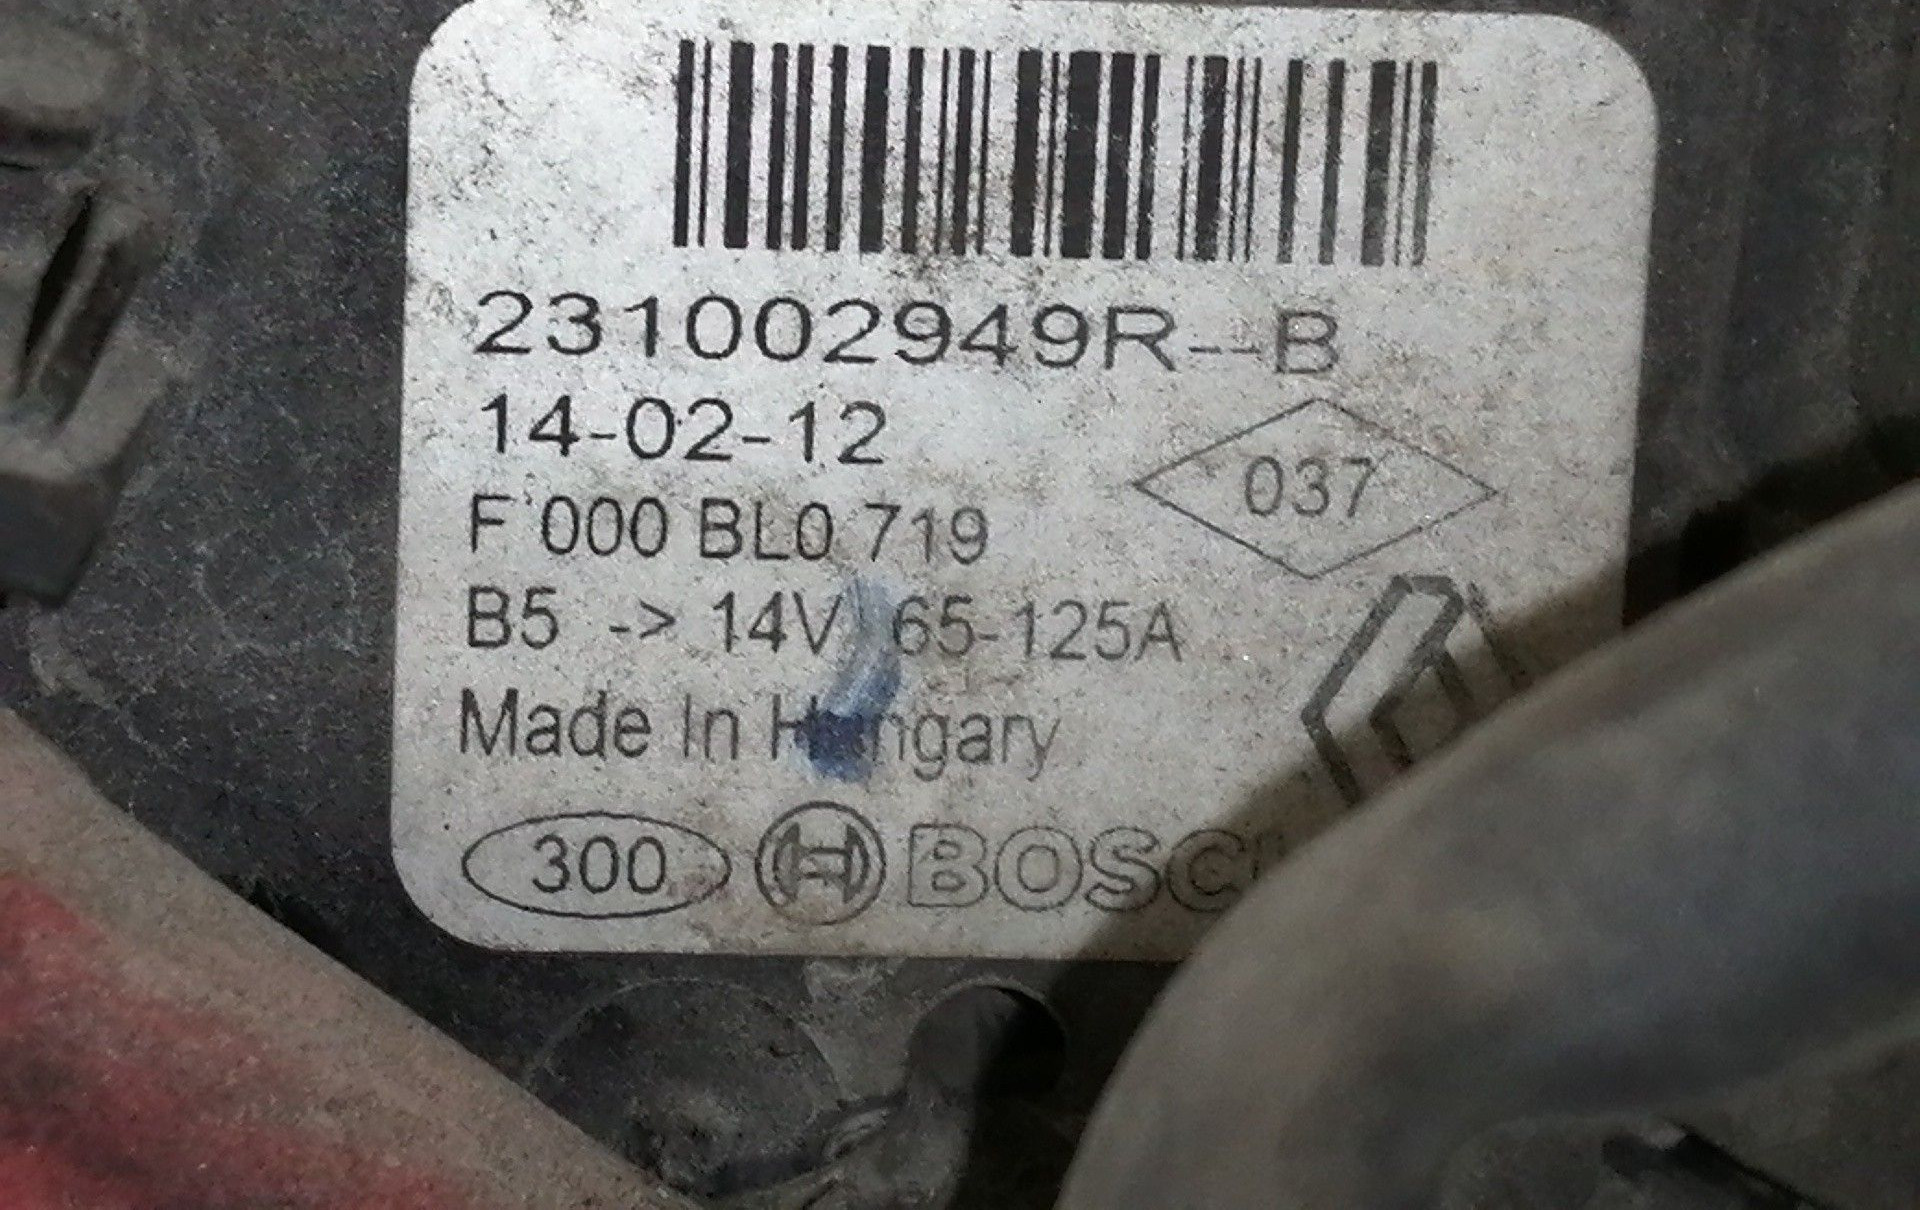 231002949R--B
14-02-12
037
F 000 BL0 719
B5 -> 14V 65-125A
Made In Hungary
300 BOSC